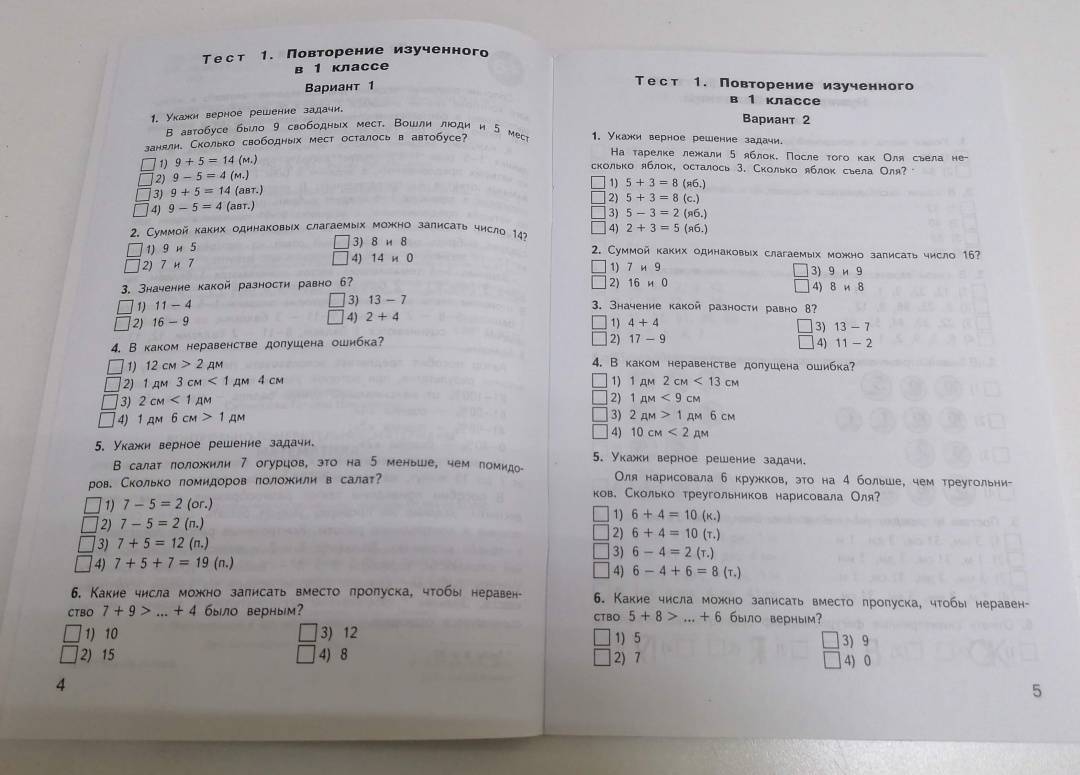 Тест 1. Повторение изученного
в 1 классе
Вариант 1
1. Укажи верное решение задачи.
В автобусе было 9 свободных мест. Вошли люди и 5 мест
заняли. Сколько свободных мест осталось в автобусе?
1) 9 + 5 = 14 (м.)
2) 9 − 5 = 4 (м.)
3) 9 + 5 = 14 (авт.)
4) 9 − 5 = 4 (авт.)
2. Суммой каких одинаковых слагаемых можно записать число 14?
1) 9 и 5 3) 8 и 8
2) 7 и 7 4) 14 и 0
3. Значение какой разности равно 6?
1) 11 − 4 3) 13 − 7
2) 16 − 9 4) 2 + 4
4. В каком неравенстве допущена ошибка?
1) 12 см > 2 дм
2) 1 дм 3 см < 1 дм 4 см
3) 2 см < 1 дм
4) 1 дм 6 см > 1 дм
5. Укажи верное решение задачи.
В салат положили 7 огурцов, это на 5 меньше, чем помидо-
ров. Сколько помидоров положили в салат?
1) 7 − 5 = 2 (ог.)
2) 7 − 5 = 2 (п.)
3) 7 + 5 = 12 (п.)
4) 7 + 5 + 7 = 19 (п.)
6. Какие числа можно записать вместо пропуска, чтобы неравен-
ство 7 + 9 > ... + 4 было верным?
1) 10 3) 12
2) 15 4) 8
4
Тест 1. Повторение изученного
в 1 классе
Вариант 2
1. Укажи верное решение задачи.
На тарелке лежали 5 яблок. После того как Оля съела не-
сколько яблок, осталось 3. Сколько яблок съела Оля?
1) 5 + 3 = 8 (яб.)
2) 5 + 3 = 8 (с.)
3) 5 − 3 = 2 (яб.)
4) 2 + 3 = 5 (яб.)
2. Суммой каких одинаковых слагаемых можно записать число 16?
1) 7 и 9 3) 9 и 9
2) 16 и 0 4) 8 и 8
3. Значение какой разности равно 8?
1) 4 + 4 3) 13 − 7
2) 17 − 9 4) 11 − 2
4. В каком неравенстве допущена ошибка?
1) 1 дм 2 см < 13 см
2) 1 дм < 9 см
3) 2 дм > 1 дм 6 см
4) 10 см < 2 дм
5. Укажи верное решение задачи.
Оля нарисовала 6 кружков, это на 4 больше, чем треугольни-
ков. Сколько треугольников нарисовала Оля?
1) 6 + 4 = 10 (к.)
2) 6 + 4 = 10 (т.)
3) 6 − 4 = 2 (т.)
4) 6 − 4 + 6 = 8 (т.)
6. Какие числа можно записать вместо пропуска, чтобы неравен-
ство 5 + 8 > ... + 6 было верным?
1) 5 3) 9
2) 7 4) 0
5